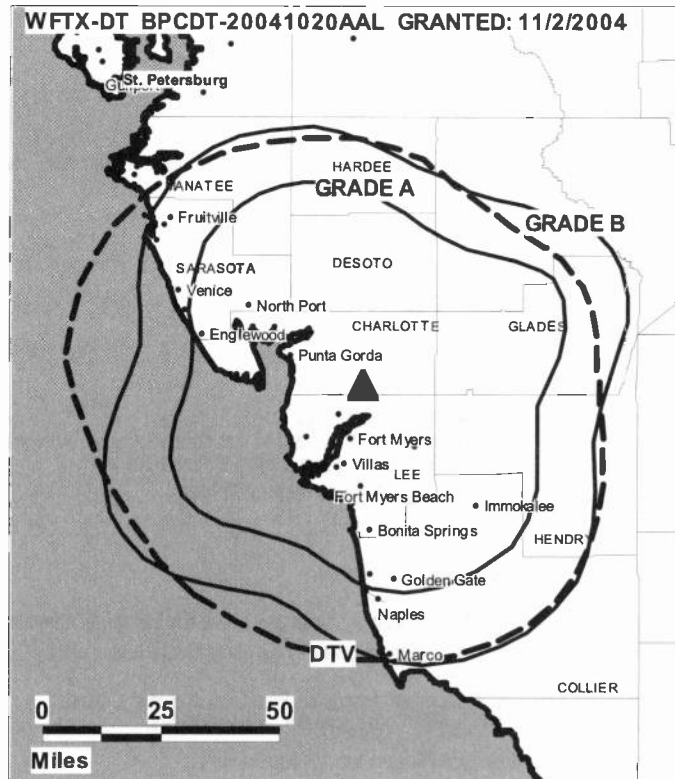 WFTX-DT BPCDT-20041020AAL GRANTED: 11/2/2004
St. Petersburg
Gulfport
HARDEE
MANATEE
GRADE A
Fruitville
GRADE B
SARASOTA
DESOTO
Venice
North Port
CHARLOTTE
GLADES
Englewood
Punta Gorda
Fort Myers
Villas
LEE
Fort Myers Beach
Immokalee
Bonita Springs
HENDRY
Golden Gate
Naples
DTV
Marco
COLLIER
0 25 50
Miles